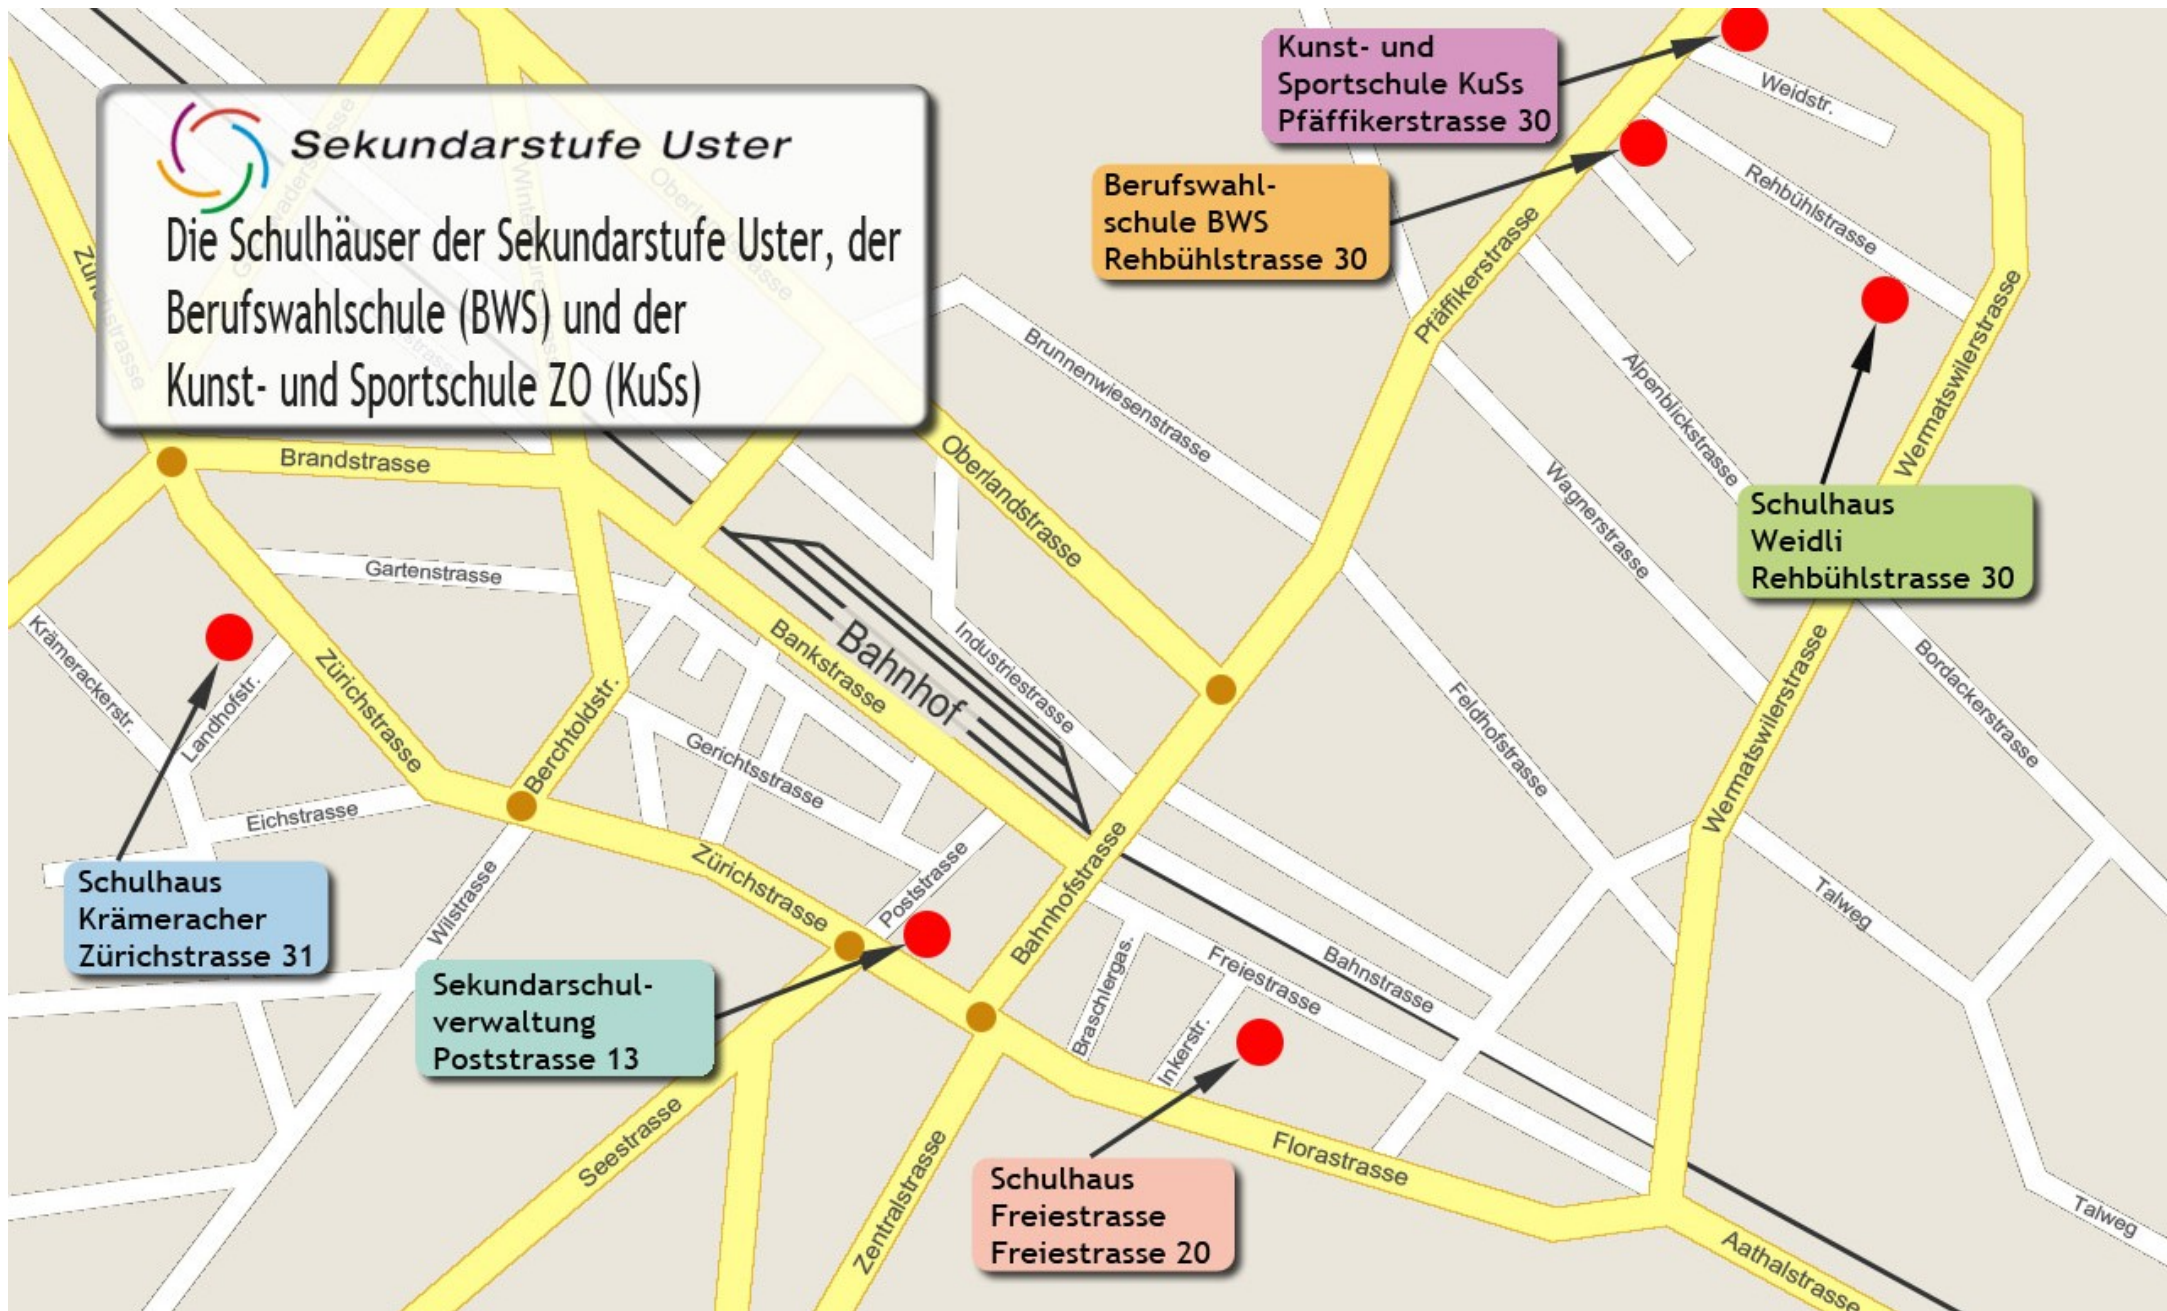 Sekundarstufe Uster
Die Schulhäuser der Sekundarstufe Uster, der
Berufswahlschule (BWS) und der
Kunst- und Sportschule ZO (KuSs)
Kunst- und
Sportschule KuSs
Pfäffikerstrasse 30
Berufswahl-
schule BWS
Rehbühlstrasse 30
Weidstr.
Rehbühlstrasse
Pfäffikerstrasse
Wermatswilerstrasse
Alpenblickstrasse
Brunnenwiesenstrasse
Oberlandstrasse
Zürichstrasse
Oberlandstrasse
Brandstrasse
Wagnerstrasse
Schulhaus
Weidli
Rehbühlstrasse 30
Gartenstrasse
Krämerackerstr.
Landhofstr.
Zürichstrasse
Berchtoldstr.
Bankstrasse
Bahnhof
Industriestrasse
Feldhofstrasse
Wermatswilerstrasse
Bordackerstrasse
Gerichtsstrasse
Eichstrasse
Wilstrasse
Zürichstrasse
Poststrasse
Bahnhofstrasse
Talweg
Schulhaus
Krämeracher
Zürichstrasse 31
Sekundarschul-
verwaltung
Poststrasse 13
Braschlergas.
Inkerstr.
Freiestrasse
Bahnstrasse
Seestrasse
Zentralstrasse
Schulhaus
Freiestrasse
Freiestrasse 20
Florastrasse
Aathalstrasse
Talweg